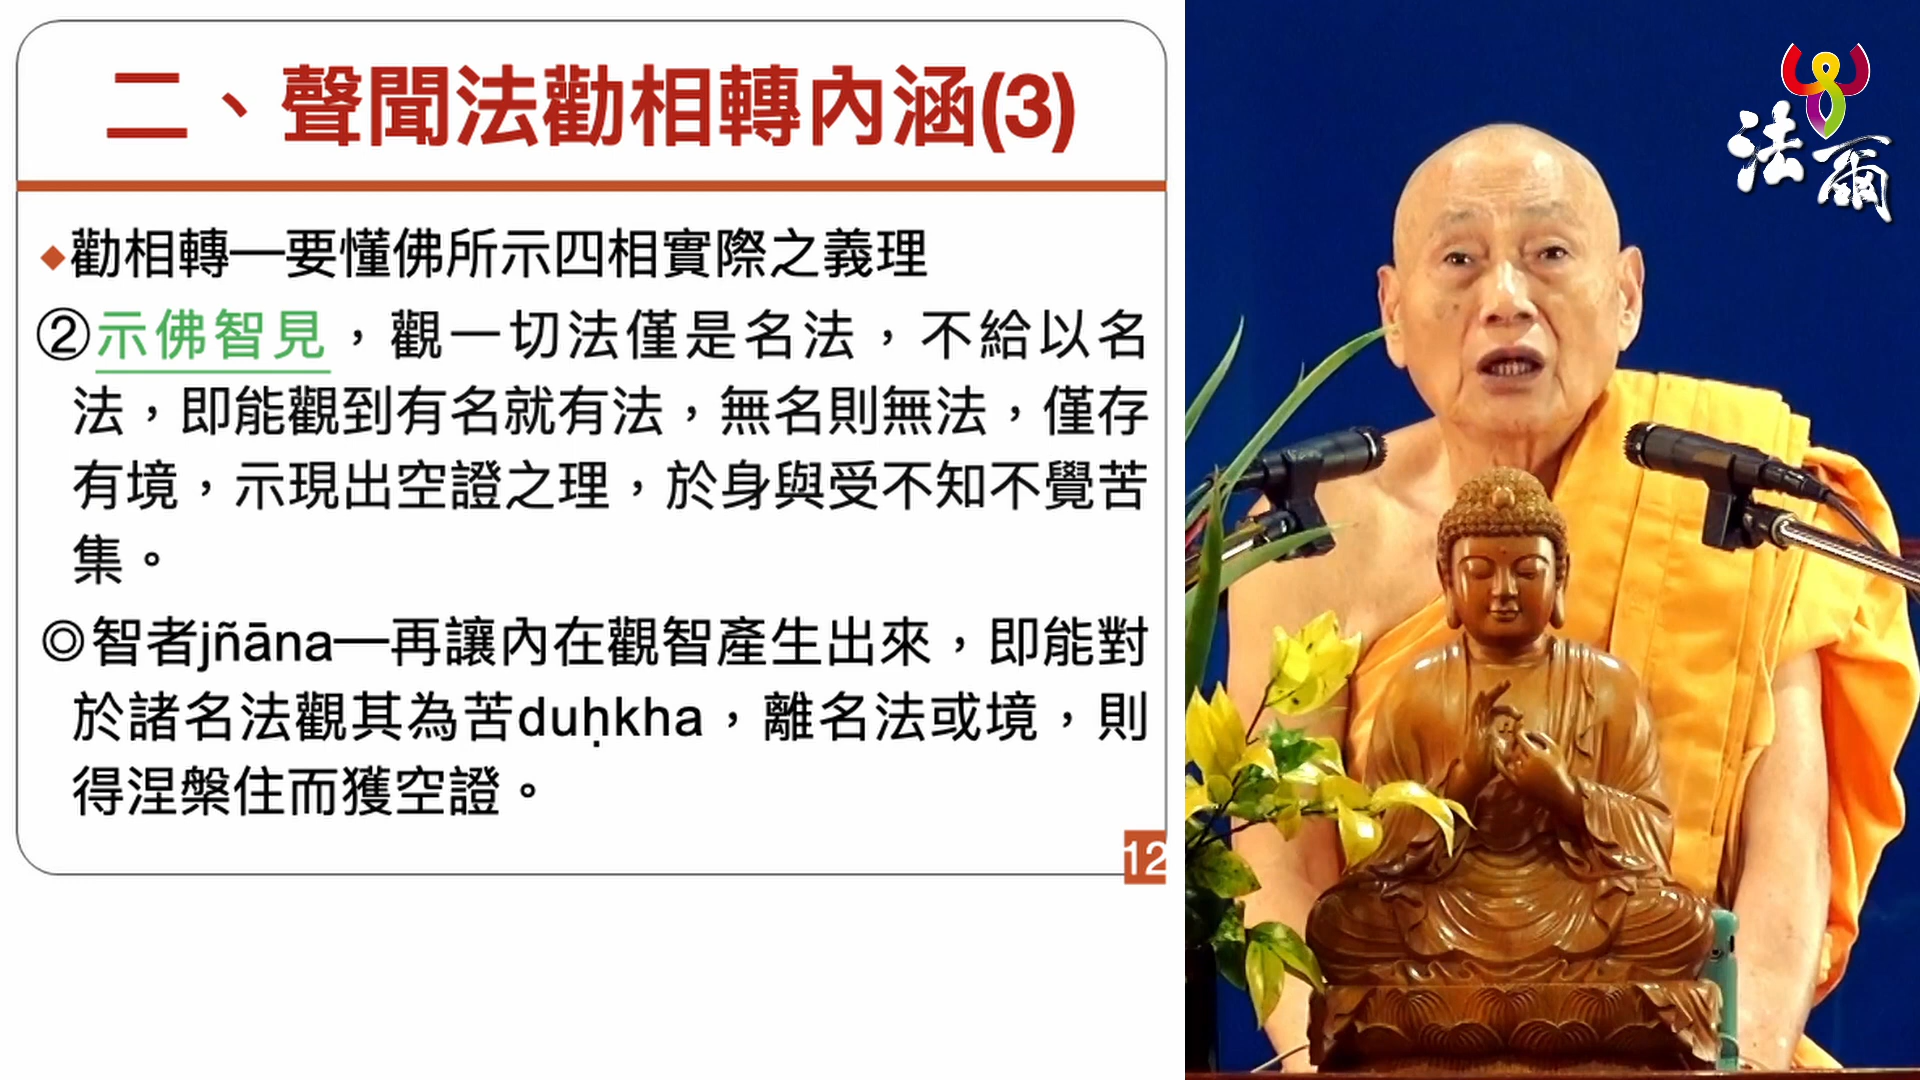 二、聲聞法勸相轉內涵(3)
◆勸相轉—要懂佛所示四相實際之義理
②示佛智見，觀一切法僅是名法，不給以名
法，即能觀到有名就有法，無名則無法，僅存
有境，示現出空證之理，於身與受不知不覺苦
集。
◎智者jñāna—再讓內在觀智產生出來，即能對
於諸名法觀其為苦duḥkha，離名法或境，則
得涅槃住而獲空證。
12
法爾